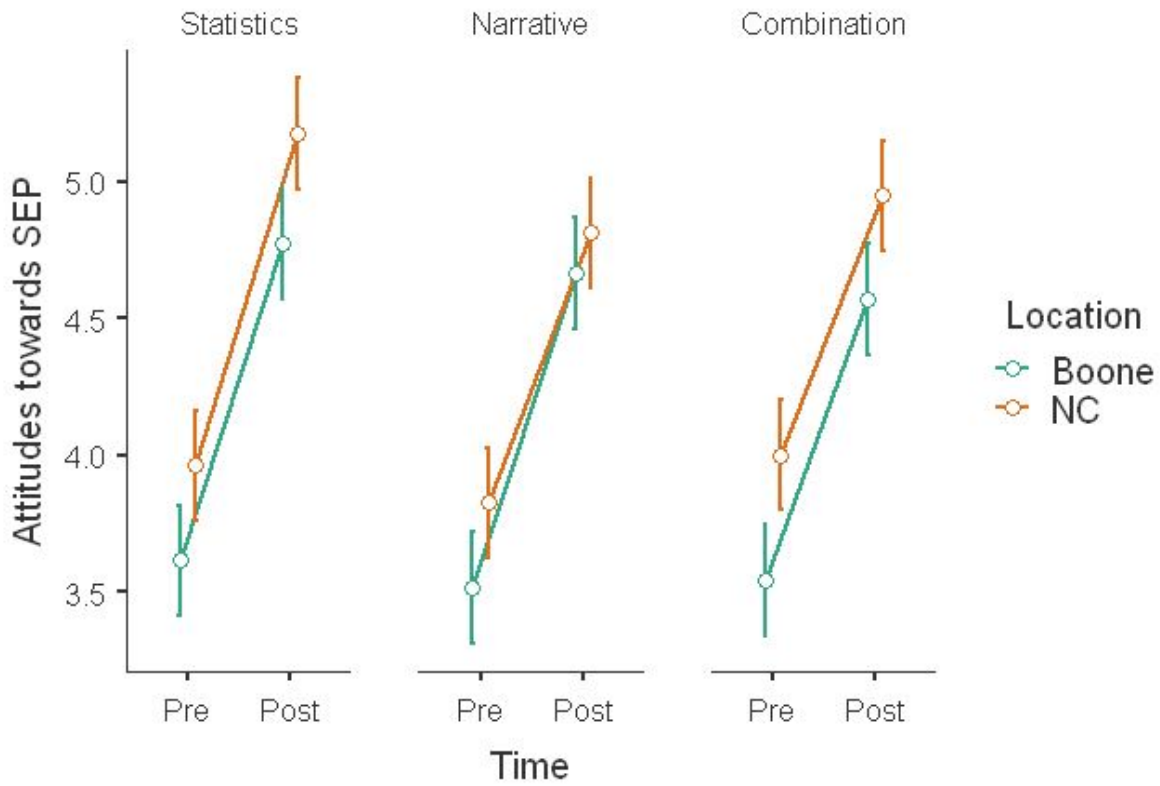 Statistics Narrative Combination
Attitudes towards SEP
5.0
4.5
4.0
3.5
Pre Post Pre Post Pre Post
Time
Location
Boone
NC